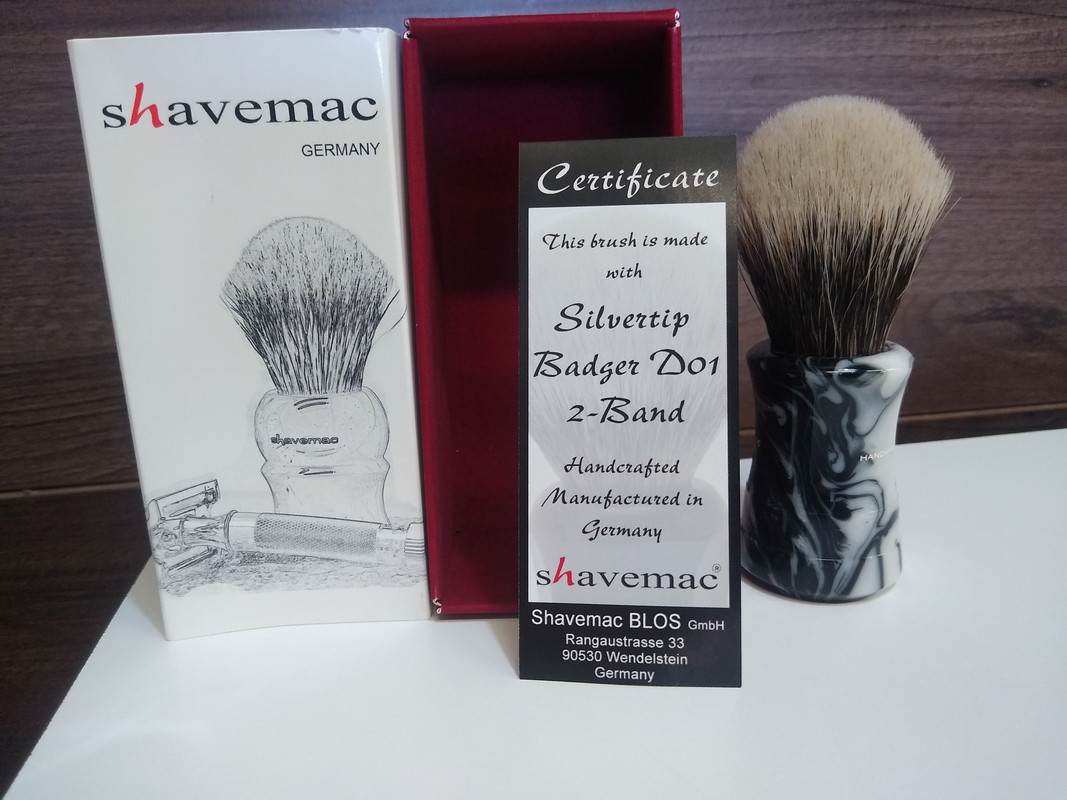 shavemac
GERMANY
shavemac
Certificate
This brush is made
with
Silvertip
Badger D01
2-Band
Handcrafted
Manufactured in
Germany
shavemac®
Shavemac BLOS GmbH
Rangaustrasse 33
90530 Wendelstein
Germany